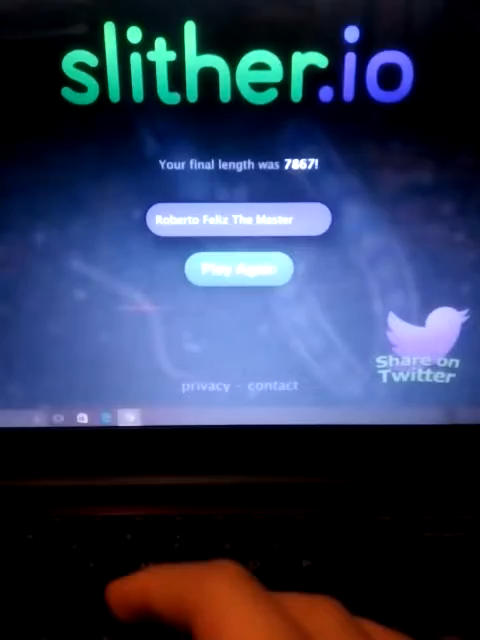 slither.io
Your final length was 7867!
Roberto Feliz The Master
Play Again
Share on
Twitter
privacy - contact